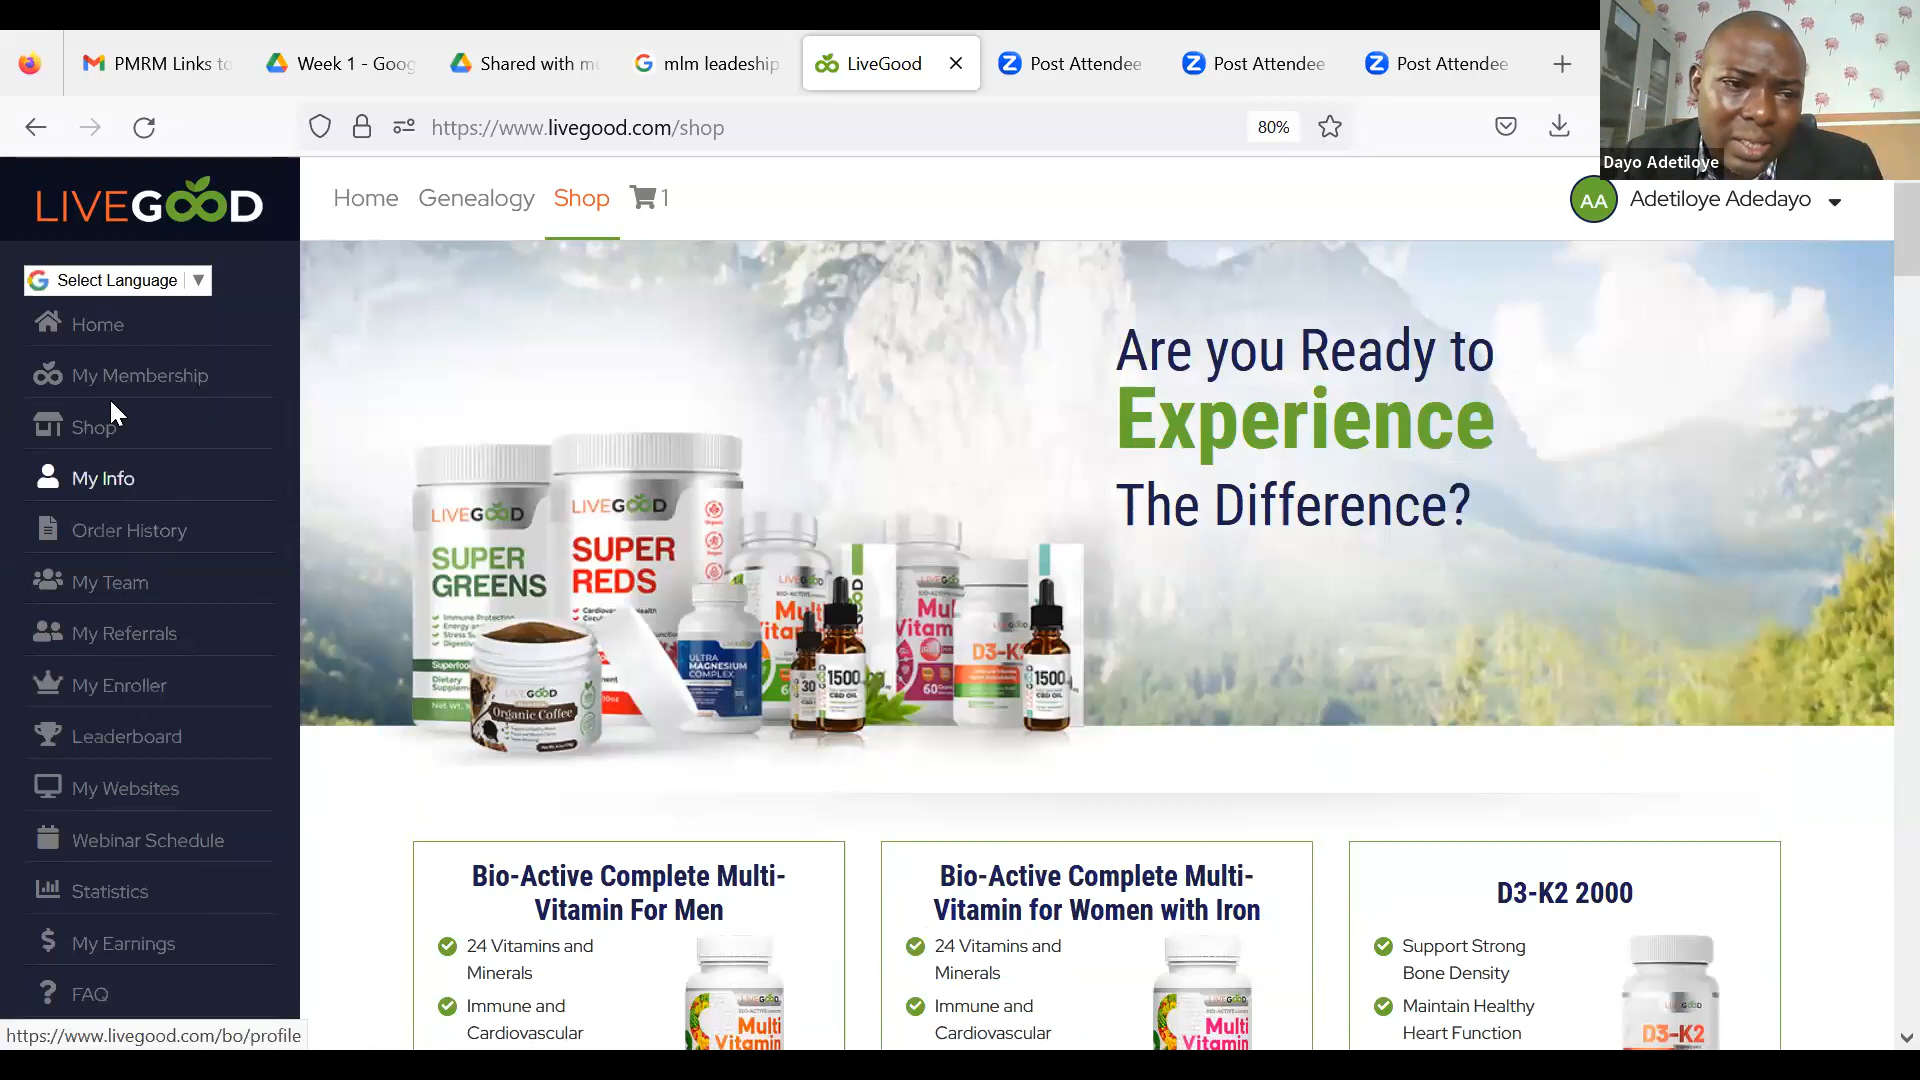 PMRM Links to
Week 1 - Goog
Shared with me
mlm leadeship
LiveGood
Post Attendee
Post Attendee
Post Attendee
https://www.livegood.com/shop
80%
Dayo Adetiloye
LIVEGOOD
Home
Genealogy
Shop
1
AA
Adetiloye Adedayo
Select Language
Home
My Membership
Shop
My Info
Order History
My Team
My Referrals
My Enroller
Leaderboard
My Websites
Webinar Schedule
Statistics
My Earnings
FAQ
https://www.livegood.com/bo/profile
Are you Ready to
Experience
The Difference?
LIVEGOOD
SUPER
GREENS
LIVEGOOD
SUPER
REDS
LIVEGOOD
Organic Coffee
ULTRA
MAGNESIUM
COMPLEX
30
1500
60
D3-K2
1500
Bio-Active Complete Multi-
Vitamin For Men
24 Vitamins and
Minerals
Immune and
Cardiovascular
Multi
Vitamin
Bio-Active Complete Multi-
Vitamin for Women with Iron
24 Vitamins and
Minerals
Immune and
Cardiovascular
Multi
Vitamin
D3-K2 2000
Support Strong
Bone Density
Maintain Healthy
Heart Function
LIVEGOOD
D3-K2